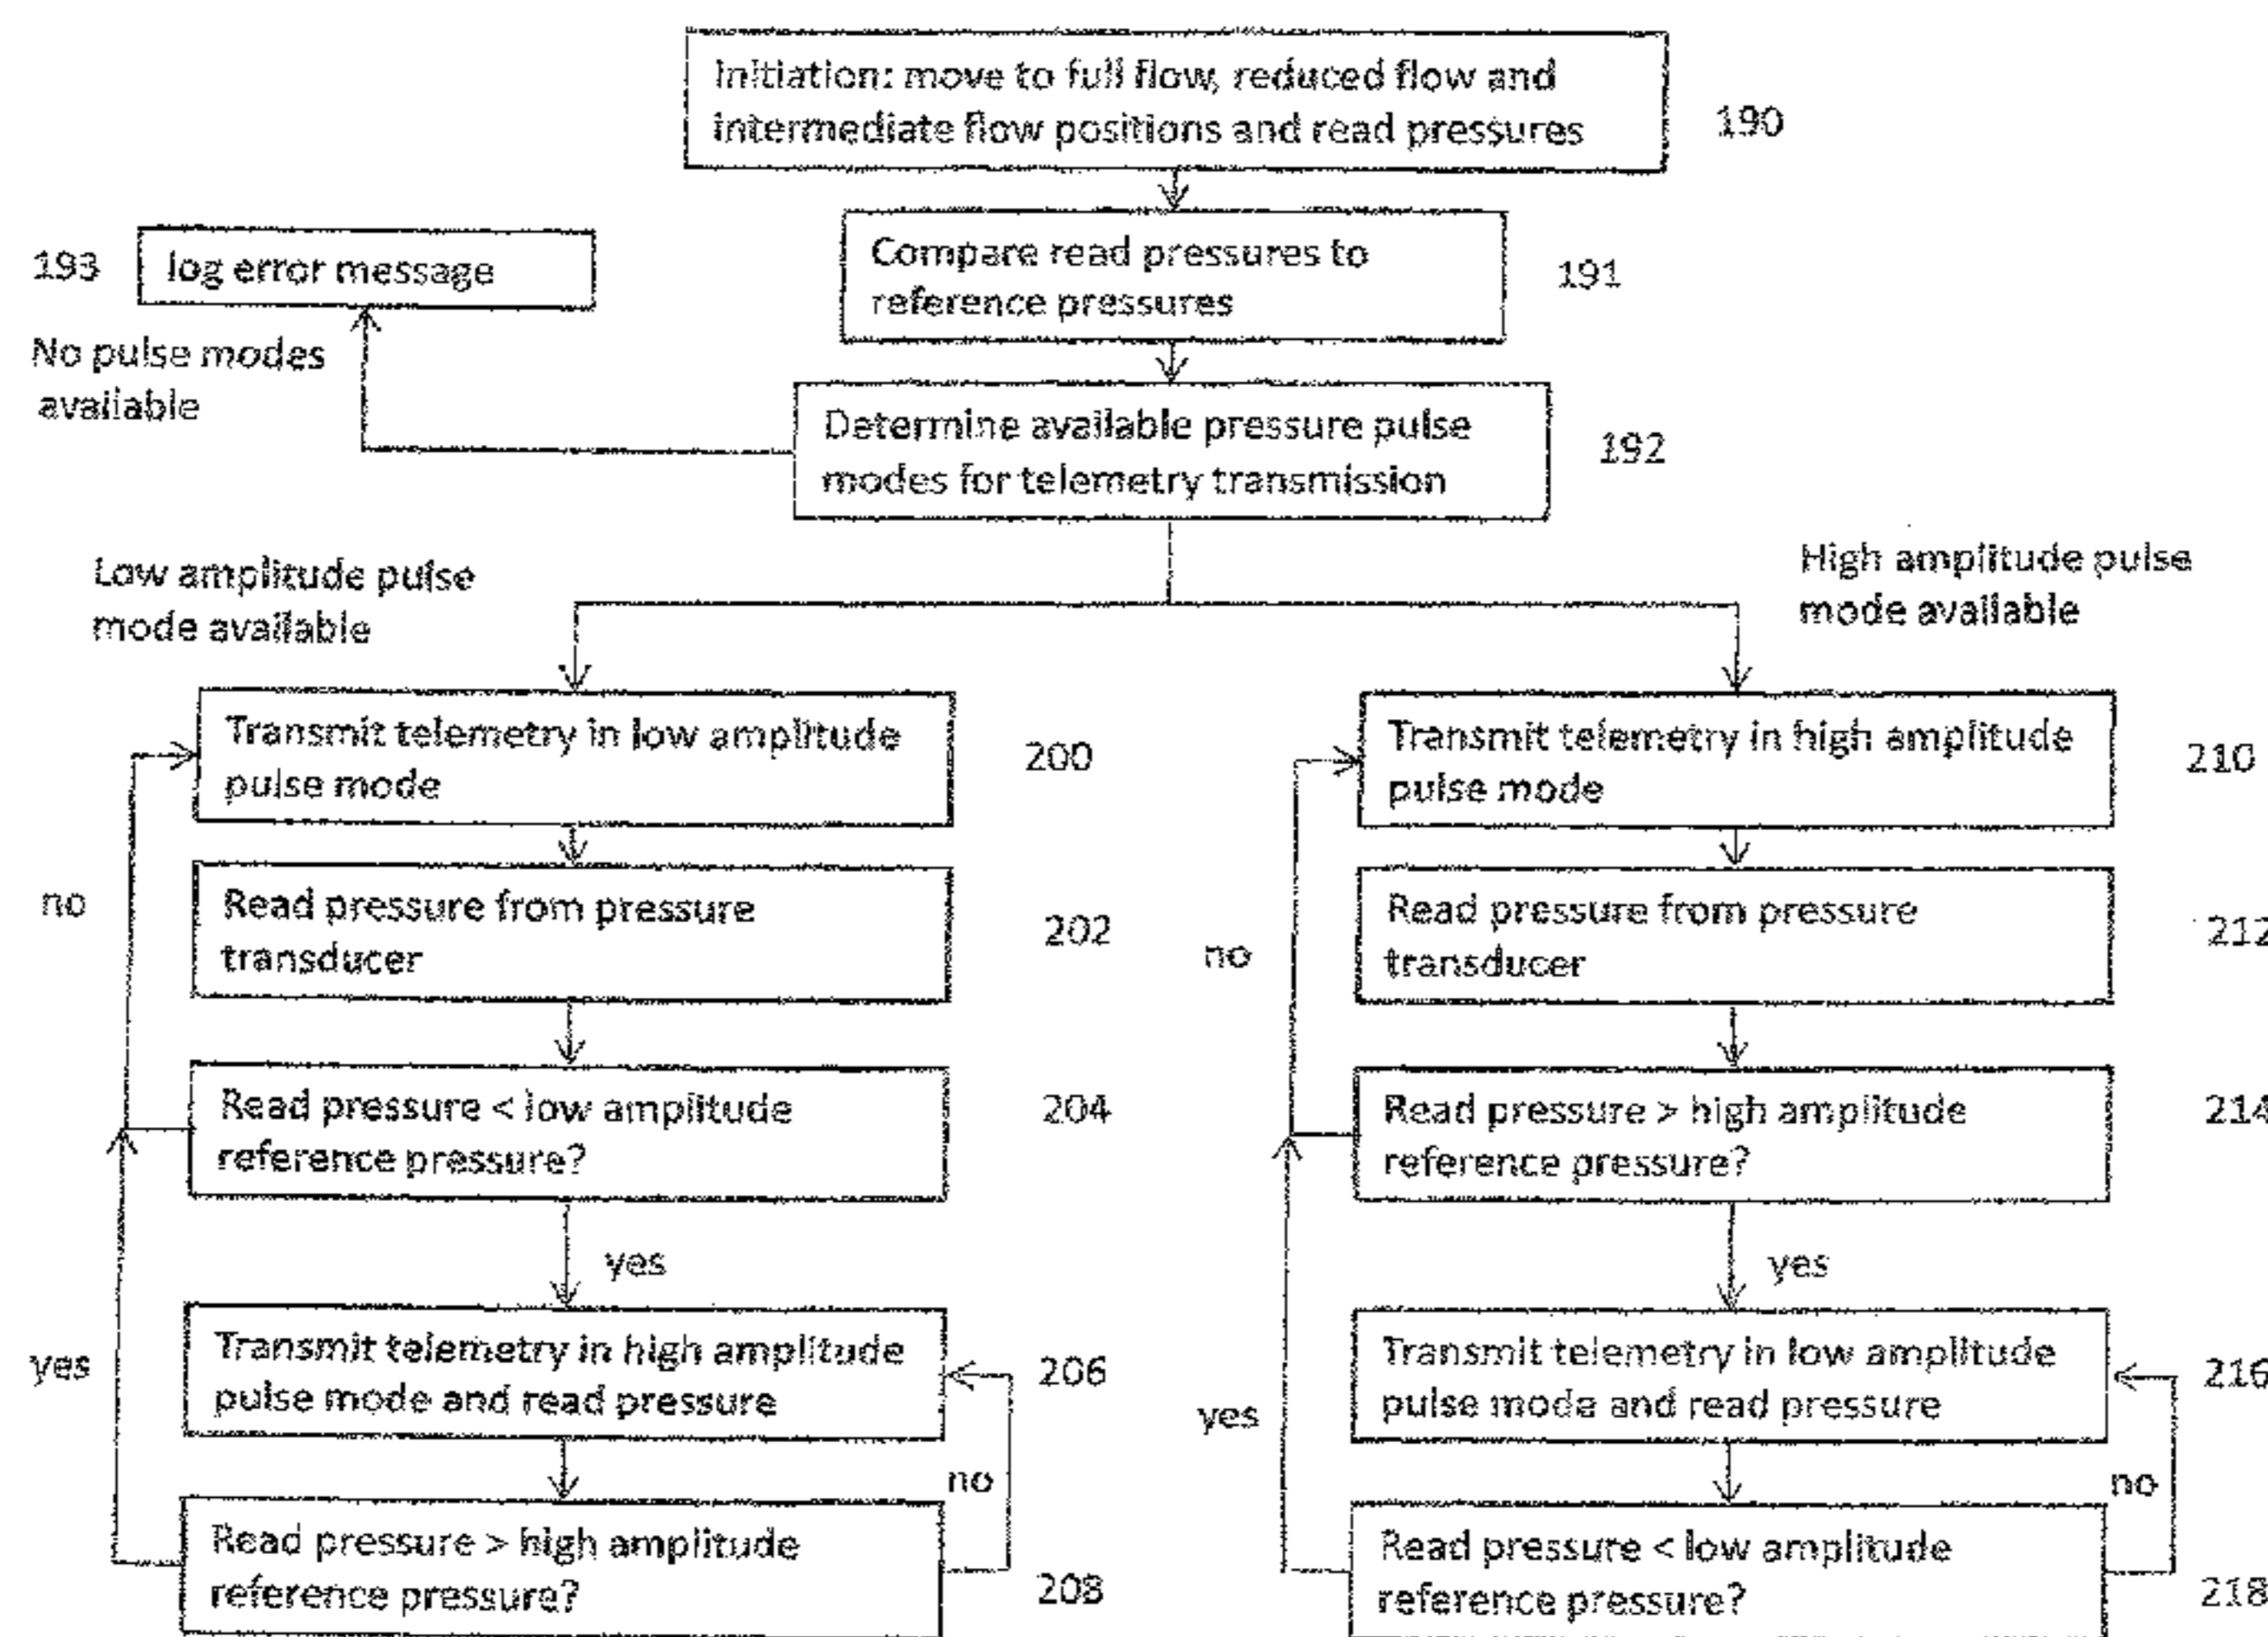 Initiation: move to full flow, reduced flow and
intermediate flow positions and read pressures
190
Compare read pressures to
reference pressures
191
193
log error message
No pulse modes
available
Determine available pressure pulse
modes for telemetry transmission
192
Low amplitude pulse
mode available
High amplitude pulse
mode available
Transmit telemetry in low amplitude
pulse mode
200
no
Read pressure from pressure
transducer
202
Read pressure < low amplitude
reference pressure?
204
yes
Transmit telemetry in high amplitude
pulse mode and read pressure
206
yes
no
Read pressure > high amplitude
reference pressure?
208
Transmit telemetry in high amplitude
pulse mode
210
no
Read pressure from pressure
transducer
212
Read pressure > high amplitude
reference pressure?
214
yes
Transmit telemetry in low amplitude
pulse moda and read pressure
216
yes
no
Read pressure < low amplitude
reference pressure?
218